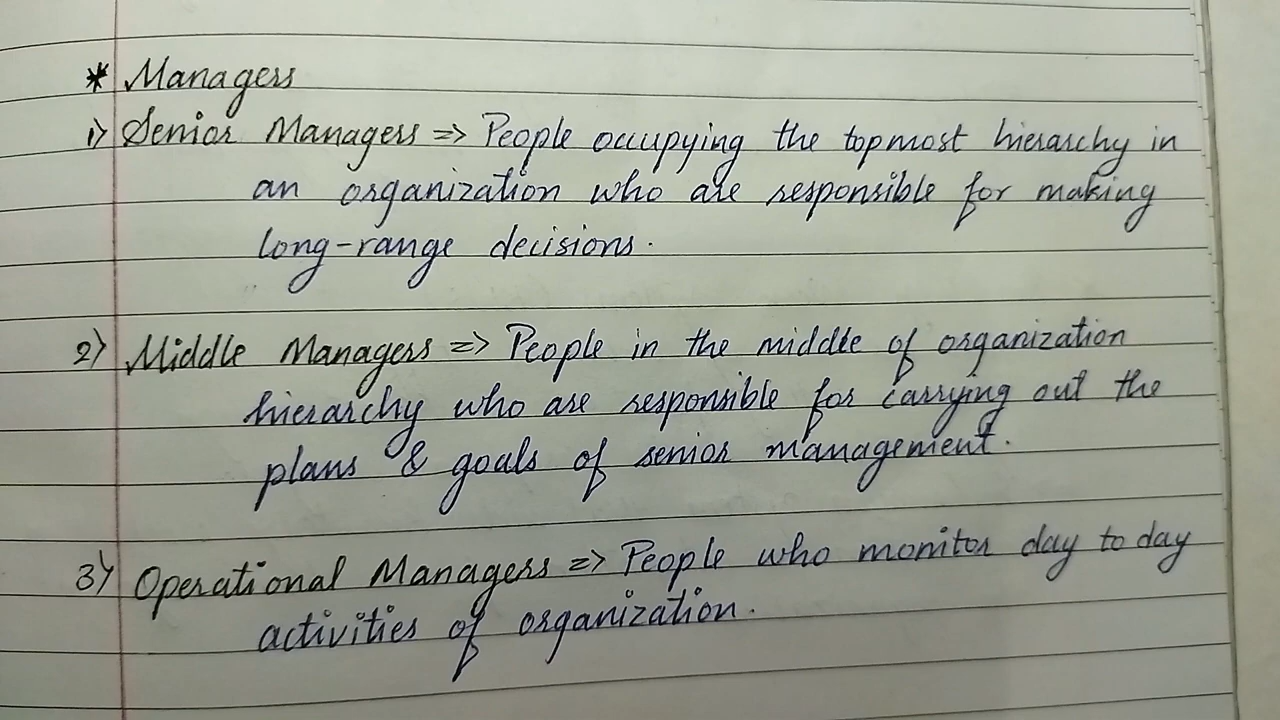 * Managers
1) Senior Managers => People occupying the topmost hierarchy in
an organization who are responsible for making
long-range decisions.
2) Middle Managers => People in the middle of organization
hierarchy who are responsible for carrying out the
plans & goals of senior management.
3) Operational Managers => People who monitor day to day
activities of organization.